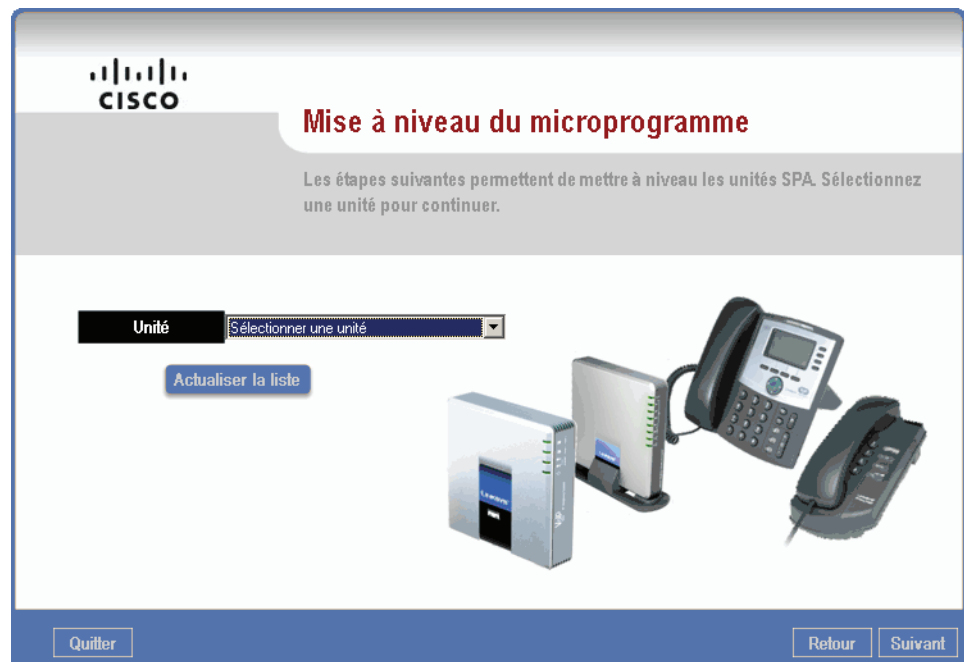 CISCO
Mise à niveau du microprogramme
Les étapes suivantes permettent de mettre à niveau les unités SPA. Sélectionnez
une unité pour continuer.
Unité
Sélectionner une unité
Actualiser la liste
Linksys
Quitter
Retour
Suivant